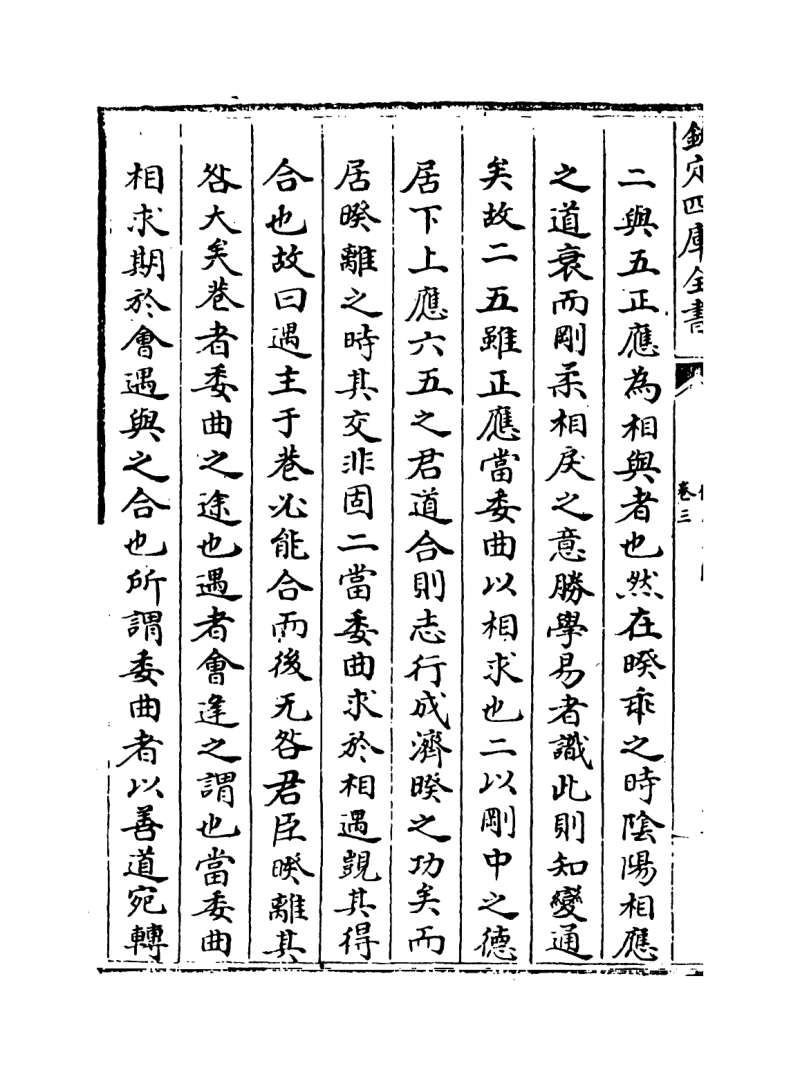 欽定四庫全書
卷三
二與五正應為相與者也然在睽乖之時陰陽相應
之道衰而剛柔相戾之意勝學易者識此則知變通
矣故二五雖正應當委曲以相求也二以剛中之德
居下上應六五之君道合則志行成濟睽之功矣而
居睽離之時其交非固二當委曲求於相遇覬其得
合也故曰遇主于巷必能合而後无咎君臣睽離其
咎大矣巷者委曲之途也遇者會逢之謂也當委曲
相求期於會遇與之合也所謂委曲者以善道宛轉